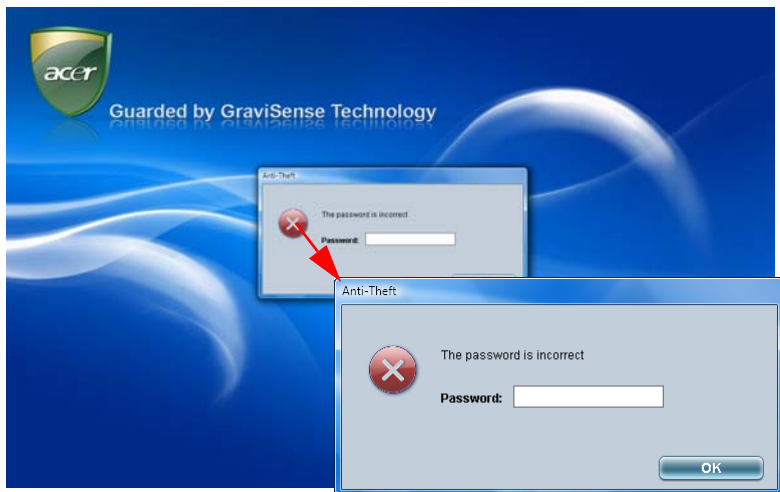 acer
Guarded by GraviSense Technology
Anti-Theft
The password is incorrect
Password:
Anti-Theft
The password is incorrect
Password:
OK